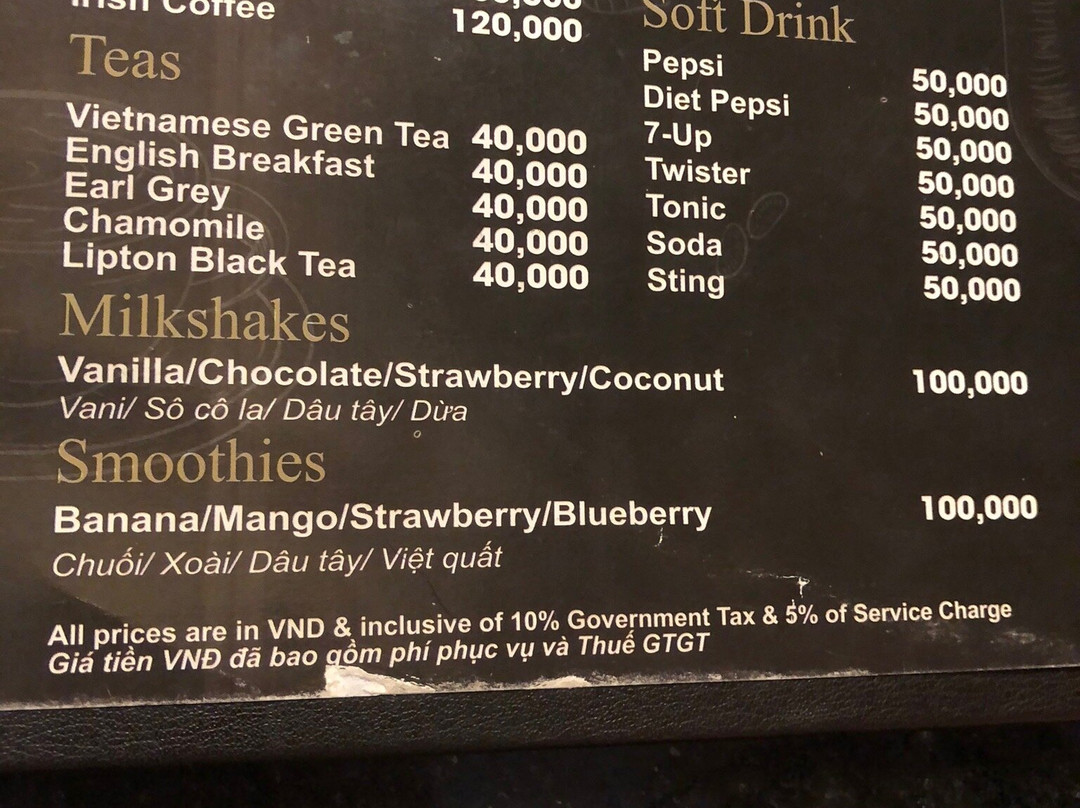 Irish Coffee 120,000
Teas
Vietnamese Green Tea 40,000
English Breakfast 40,000
Earl Grey 40,000
Chamomile 40,000
Lipton Black Tea 40,000
Soft Drink
Pepsi 50,000
Diet Pepsi 50,000
7-Up 50,000
Twister 50,000
Tonic 50,000
Soda 50,000
Sting 50,000
Milkshakes
Vanilla/Chocolate/Strawberry/Coconut 100,000
Vani/ Sô cô la/ Dâu tây/ Dừa
Smoothies
Banana/Mango/Strawberry/Blueberry 100,000
Chuối/ Xoài/ Dâu tây/ Việt quất
All prices are in VND & inclusive of 10% Government Tax & 5% of Service Charge
Giá tiền VNĐ đã bao gồm phí phục vụ và Thuế GTGT